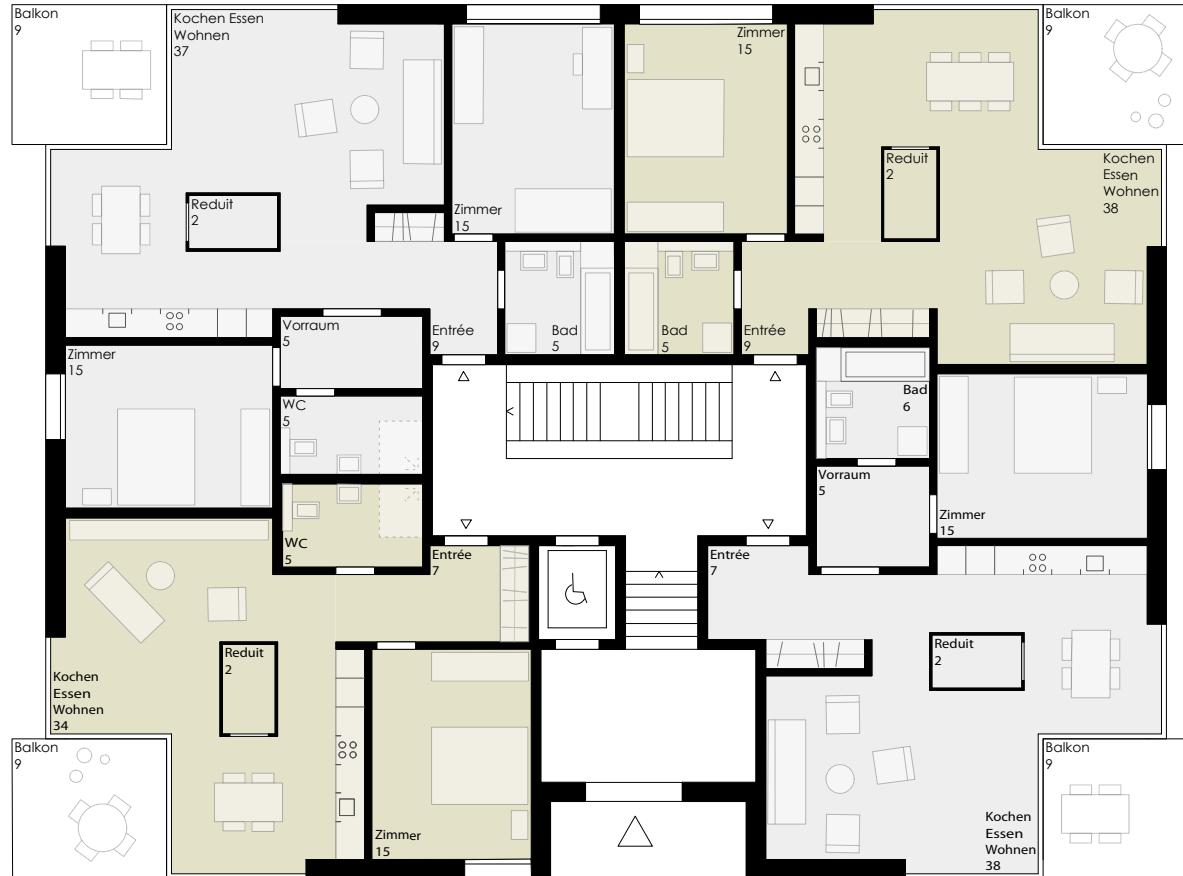 Balkon
9
Kochen Essen
Wohnen
37
Zimmer
15
Balkon
9
Reduit
2
Kochen
Essen
Wohnen
38
Reduit
2
Zimmer
15
Vorraum
5
Entrée
9
Bad
5
Bad
5
Entrée
9
Zimmer
15
WC
5
Bad
6
Vorraum
5
Zimmer
15
WC
5
Entrée
7
Entrée
7
Reduit
2
Reduit
2
Kochen
Essen
Wohnen
34
Balkon
9
Balkon
9
Zimmer
15
Kochen
Essen
Wohnen
38